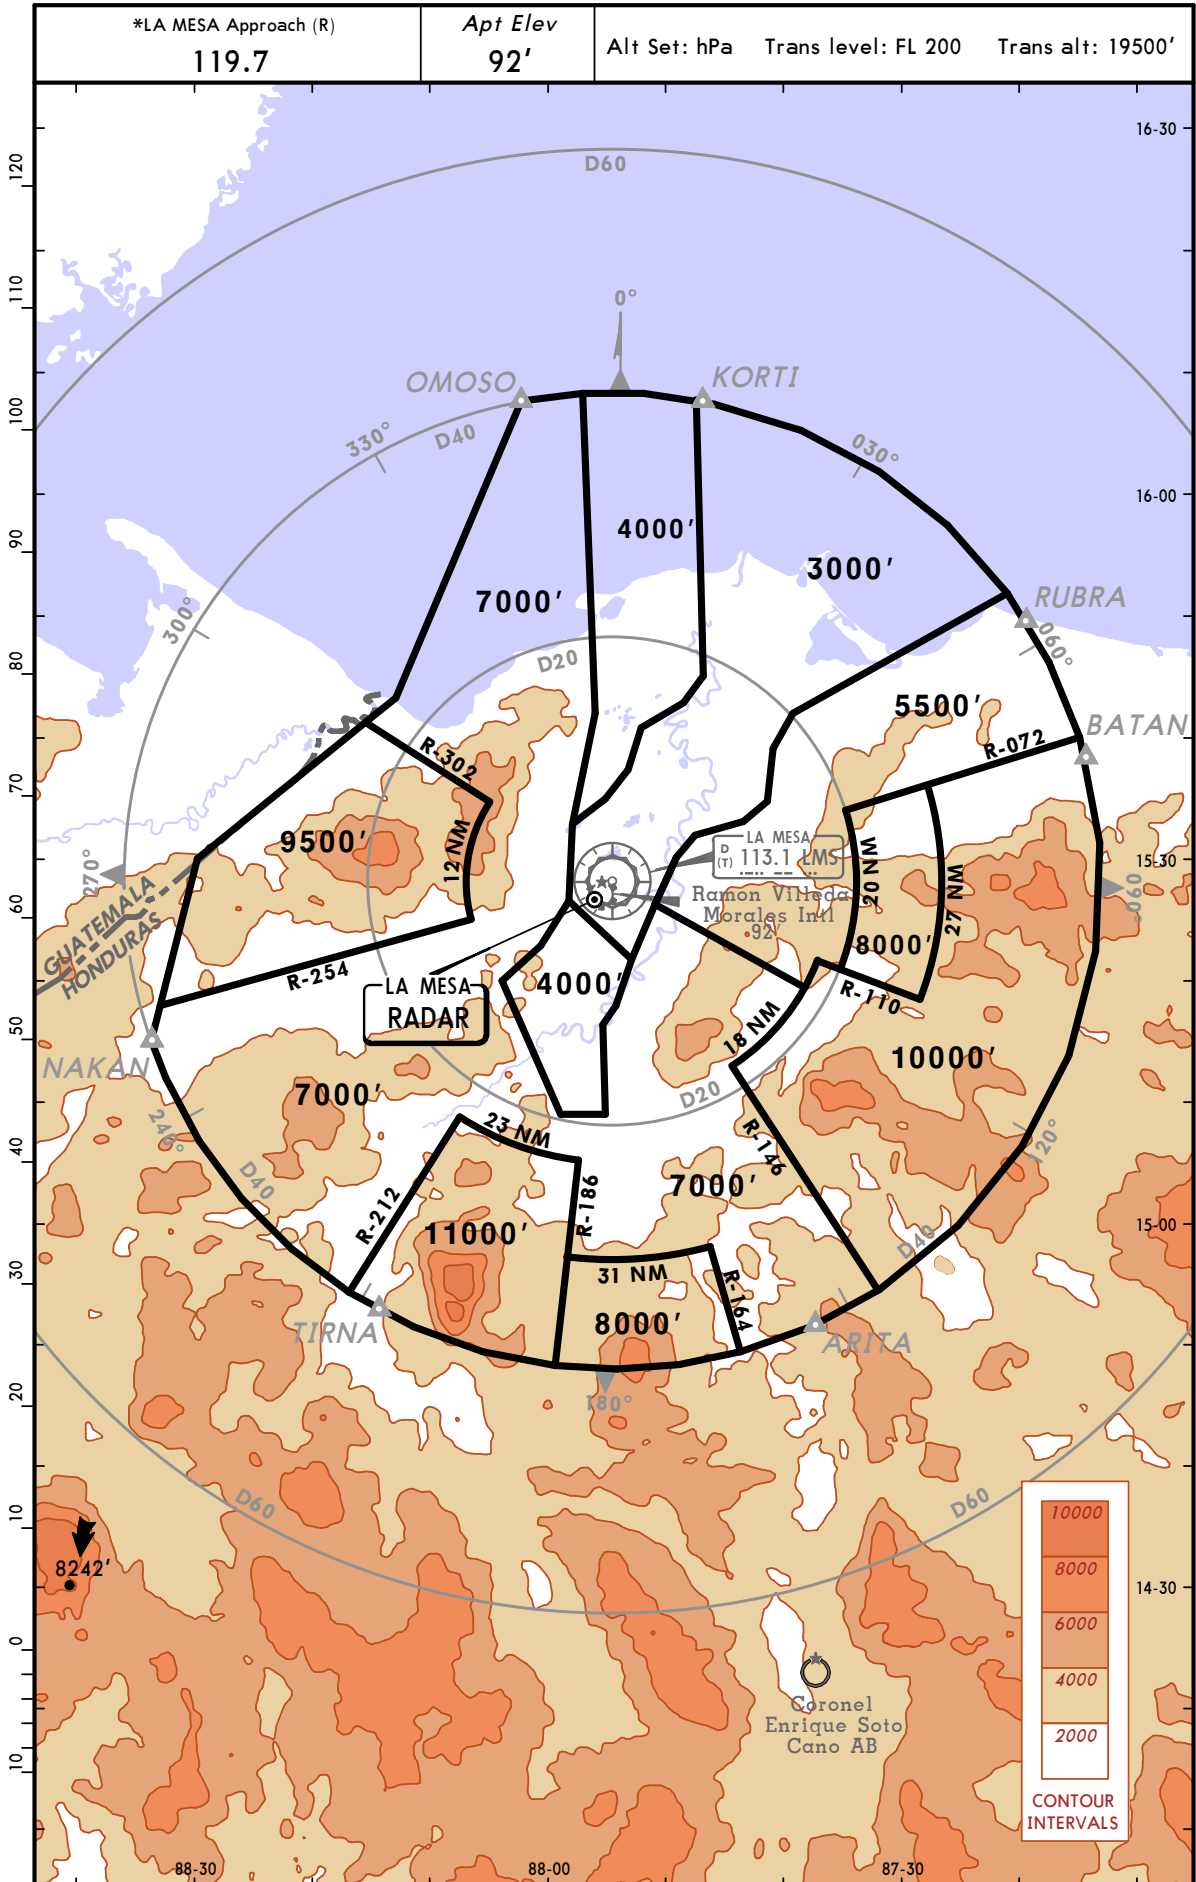 *LA MESA Approach (R)
119.7
Apt Elev
92'
Alt Set: hPa Trans level: FL 200 Trans alt: 19500'
16-30
D60
120
110
0°
OMOSO
KORTI
100
330°
D40
030°
16-00
90
4000'
3000'
7000'
300°
RUBRA
060°
80
D20
5500'
BATAN
R-072
R-302
70
9500'
12 NM
LA MESA
D
(T) 113.1 LMS
20 NM
27 NM
15-30
270°
090°
Ramon Villeda
Morales Intl
92'
60
GUATEMALA
HONDURAS
8000'
R-254
4000'
R-110
LA MESA
RADAR
50
18 NM
10000'
NAKAN
7000'
D20
240°
23 NM
R-146
120°
40
D40
7000'
R-212
R-186
11000'
D40
15-00
30
31 NM
R-164
8000'
TIRNA
ARITA
180°
20
D60
D60
10
8242'
14-30
0
10
Coronel
Enrique Soto
Cano AB
10000
8000
6000
4000
2000
CONTOUR
INTERVALS
88-30
88-00
87-30